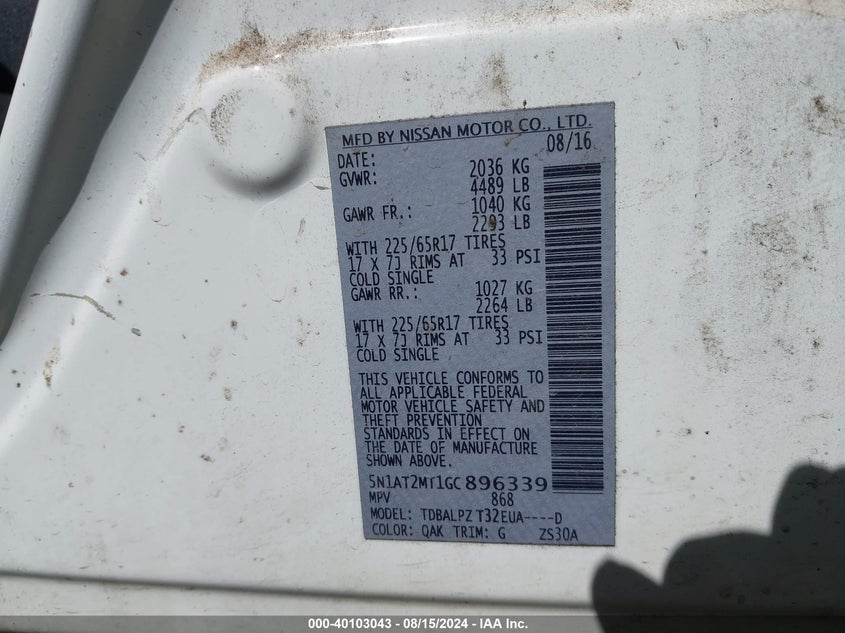 MFD BY NISSAN MOTOR CO., LTD.
DATE: 08/16
GVWR: 2036 KG
4489 LB
GAWR FR.: 1040 KG
2293 LB
WITH 225/65R17 TIRES
17 X 7J RIMS AT 33 PSI
COLD SINGLE
GAWR RR.: 1027 KG
2264 LB
WITH 225/65R17 TIRES
17 X 7J RIMS AT 33 PSI
COLD SINGLE
THIS VEHICLE CONFORMS TO
ALL APPLICABLE FEDERAL
MOTOR VEHICLE SAFETY AND
THEFT PREVENTION
STANDARDS IN EFFECT ON
THE DATE OF MANUFACTURE
SHOWN ABOVE.
5N1AT2MT1GC896339
MPV 868
MODEL: TDBALPZ T32EUA----D
COLOR: QAK TRIM: G ZS30A
000-40103043 - 08/15/2024 - IAA Inc.